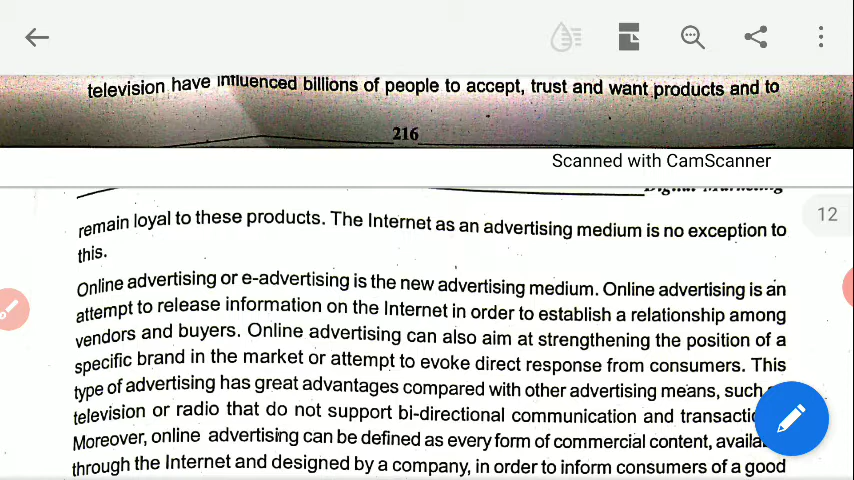 television have influenced billions of people to accept, trust and want products and to
216
Scanned with CamScanner
Digital Marketing
12
remain loyal to these products. The Internet as an advertising medium is no exception to
this.
Online advertising or e-advertising is the new advertising medium. Online advertising is an
attempt to release information on the Internet in order to establish a relationship among
vendors and buyers. Online advertising can also aim at strengthening the position of a
specific brand in the market or attempt to evoke direct response from consumers. This
type of advertising has great advantages compared with other advertising means, such
television or radio that do not support bi-directional communication and transactio
Moreover, online advertising can be defined as every form of commercial content, availa
through the Internet and designed by a company, in order to inform consumers of a good